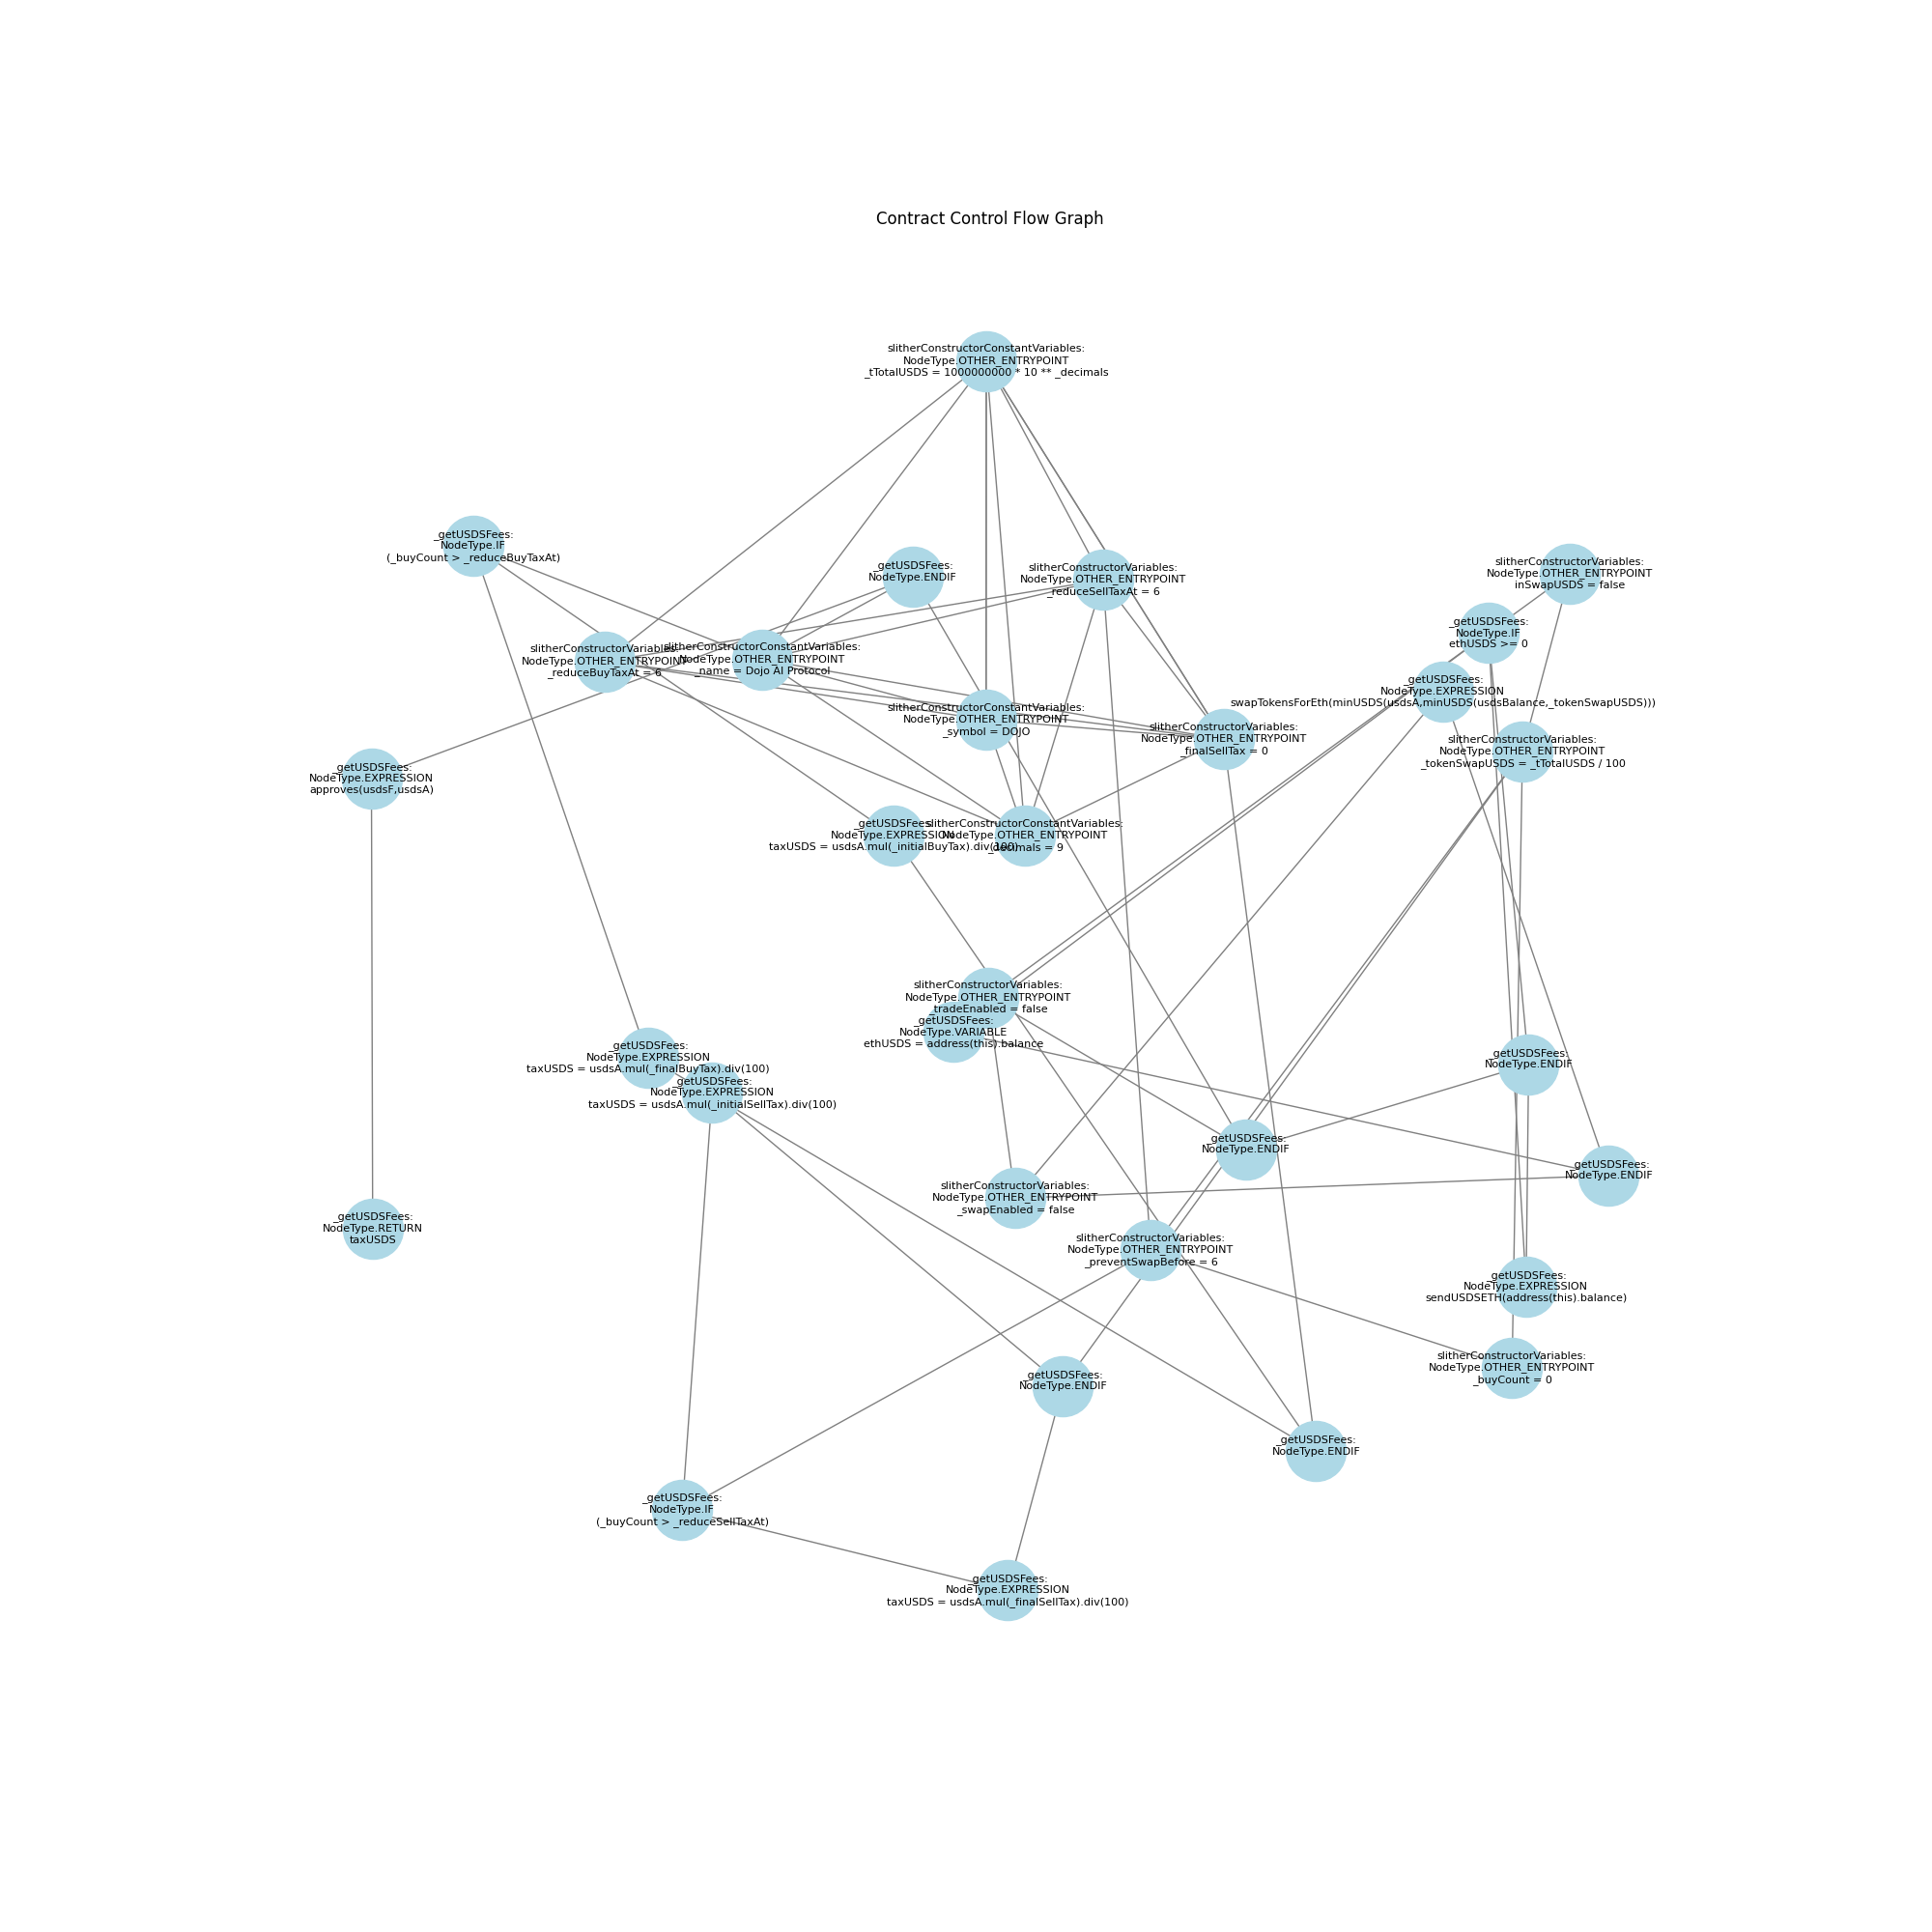 Contract Control Flow Graph
slitherConstructorConstantVariables:
NodeType.OTHER_ENTRYPOINT
_tTotalUSDS = 1000000000 * 10 ** _decimals
_getUSDSFees:
NodeType.IF
(_buyCount > _reduceBuyTaxAt)
_getUSDSFees:
NodeType.ENDIF
slitherConstructorVariables:
NodeType.OTHER_ENTRYPOINT
_reduceSellTaxAt = 6
slitherConstructorVariables:
NodeType.OTHER_ENTRYPOINT
inSwapUSDS = false
_getUSDSFees:
NodeType.IF
ethUSDS >= 0
slitherConstructorVariables:
NodeType.OTHER_ENTRYPOINT
_reduceBuyTaxAt = 6
slitherConstructorConstantVariables:
NodeType.OTHER_ENTRYPOINT
_name = Dojo AI Protocol
_getUSDSFees:
NodeType.EXPRESSION
swapTokensForEth(minUSDS(usdsA,minUSDS(usdsBalance,_tokenSwapUSDS)))
slitherConstructorConstantVariables:
NodeType.OTHER_ENTRYPOINT
_symbol = DOJO
slitherConstructorVariables:
NodeType.OTHER_ENTRYPOINT
_finalSellTax = 0
slitherConstructorVariables:
NodeType.OTHER_ENTRYPOINT
_tokenSwapUSDS = _tTotalUSDS / 100
_getUSDSFees:
NodeType.EXPRESSION
approves(usdsF,usdsA)
_getUSDSFees:
NodeType.EXPRESSION
taxUSDS = usdsA.mul(_initialBuyTax).div(100)
slitherConstructorConstantVariables:
NodeType.OTHER_ENTRYPOINT
_decimals = 9
slitherConstructorVariables:
NodeType.OTHER_ENTRYPOINT
_tradeEnabled = false
_getUSDSFees:
NodeType.VARIABLE
ethUSDS = address(this).balance
_getUSDSFees:
NodeType.EXPRESSION
taxUSDS = usdsA.mul(_finalBuyTax).div(100)
_getUSDSFees:
NodeType.EXPRESSION
taxUSDS = usdsA.mul(_initialSellTax).div(100)
_getUSDSFees:
NodeType.ENDIF
_getUSDSFees:
NodeType.ENDIF
_getUSDSFees:
NodeType.ENDIF
slitherConstructorVariables:
NodeType.OTHER_ENTRYPOINT
_swapEnabled = false
_getUSDSFees:
NodeType.RETURN
taxUSDS
slitherConstructorVariables:
NodeType.OTHER_ENTRYPOINT
_preventSwapBefore = 6
_getUSDSFees:
NodeType.EXPRESSION
sendUSDSETH(address(this).balance)
slitherConstructorVariables:
NodeType.OTHER_ENTRYPOINT
_buyCount = 0
_getUSDSFees:
NodeType.ENDIF
_getUSDSFees:
NodeType.ENDIF
_getUSDSFees:
NodeType.IF
(_buyCount > _reduceSellTaxAt)
_getUSDSFees:
NodeType.EXPRESSION
taxUSDS = usdsA.mul(_finalSellTax).div(100)